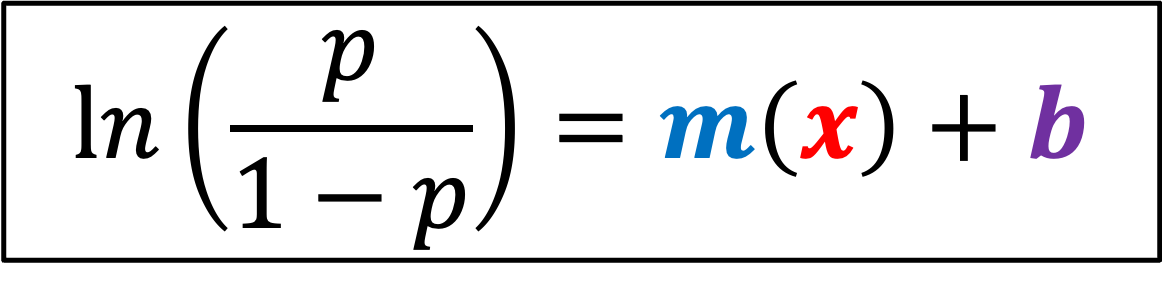 ln(p/(1 − p)) = m(x) + b